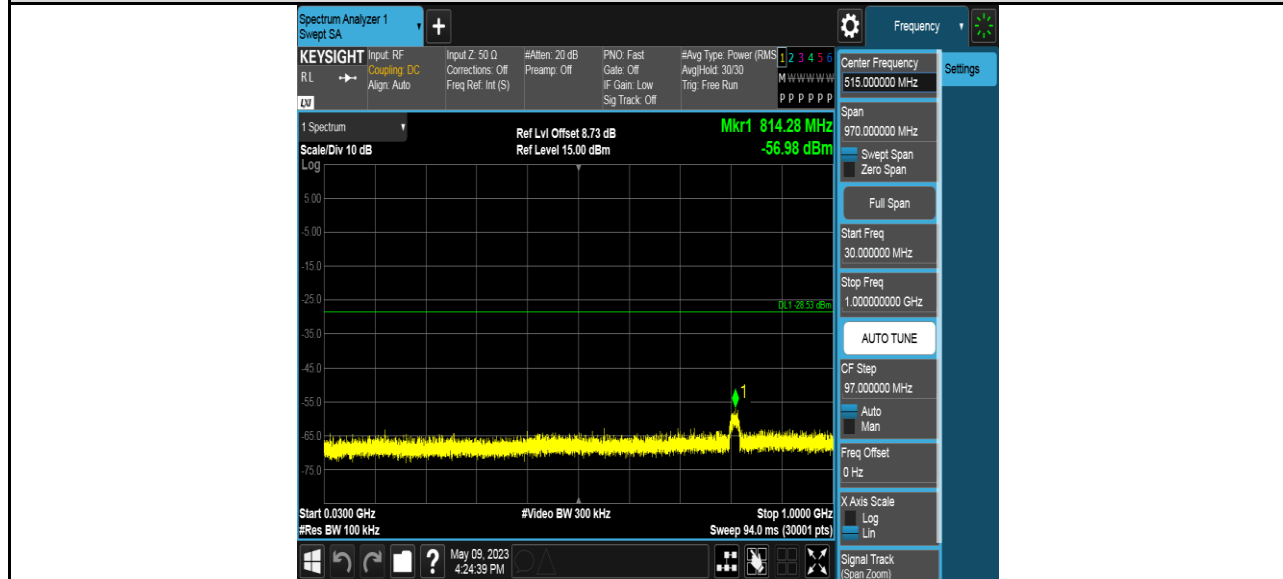 Spectrum Analyzer 1
Swept SA
+
Frequency
KEYSIGHT
RL
LXI
Input: RF
Coupling: DC
Align: Auto
Input Z: 50 Ω
Corrections: Off
Freq Ref: Int (S)
#Atten: 20 dB
Preamp: Off
PNO: Fast
Gate: Off
IF Gain: Low
Sig Track: Off
#Avg Type: Power (RMS
Avg|Hold: 30/30
Trig: Free Run
1 2 3 4 5 6
M W W W W W
P P P P P P
1 Spectrum
Scale/Div 10 dB
Log
Ref Lvl Offset 8.73 dB
Ref Level 15.00 dBm
Mkr1 814.28 MHz
-56.98 dBm
5.00
-5.00
-15.0
-25.0
DL1 -28.53 dBm
-35.0
-45.0
1
-55.0
-65.0
-75.0
Start 0.0300 GHz
#Video BW 300 kHz
Stop 1.0000 GHz
#Res BW 100 kHz
Sweep 94.0 ms (30001 pts)
?
May 09, 2023
4:24:39 PM
Center Frequency
515.000000 MHz
Settings
Span
970.000000 MHz
Swept Span
Zero Span
Full Span
Start Freq
30.000000 MHz
Stop Freq
1.000000000 GHz
AUTO TUNE
CF Step
97.000000 MHz
Auto
Man
Freq Offset
0 Hz
X Axis Scale
Log
Lin
Signal Track
(Span Zoom)